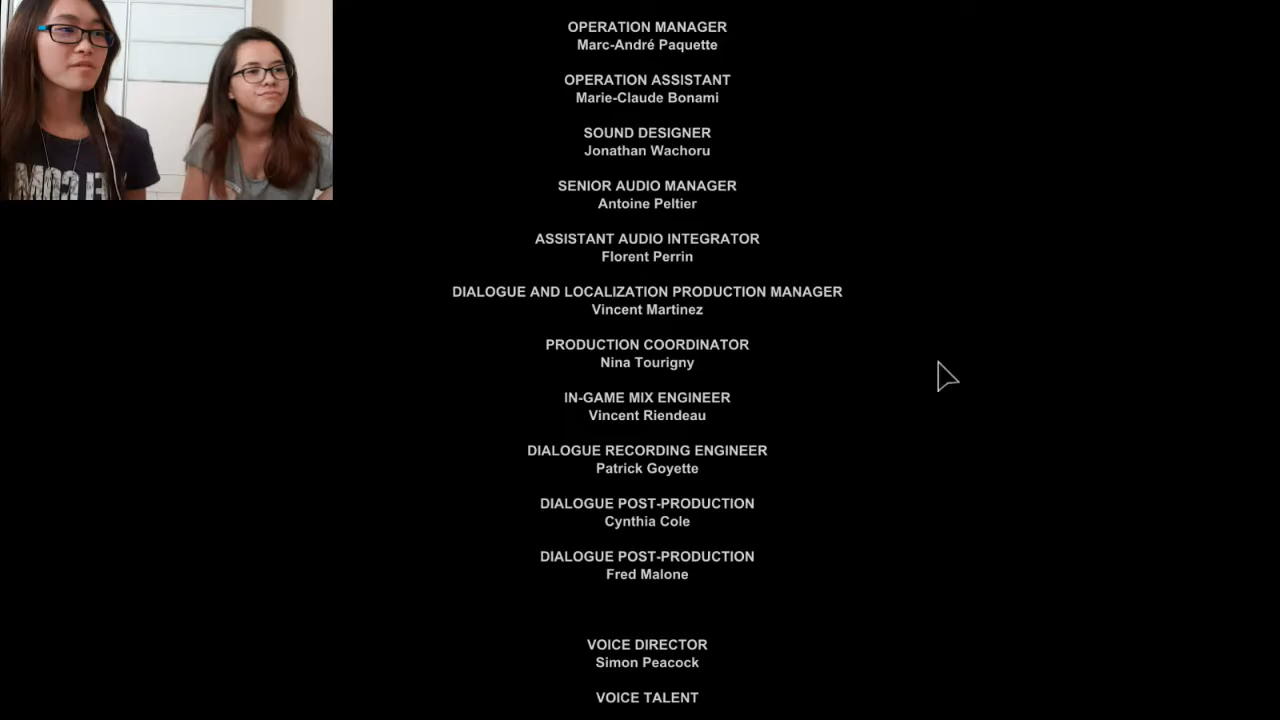 OPERATION MANAGER
Marc-André Paquette
OPERATION ASSISTANT
Marie-Claude Bonami
SOUND DESIGNER
Jonathan Wachoru
SENIOR AUDIO MANAGER
Antoine Peltier
ASSISTANT AUDIO INTEGRATOR
Florent Perrin
DIALOGUE AND LOCALIZATION PRODUCTION MANAGER
Vincent Martinez
PRODUCTION COORDINATOR
Nina Tourigny
IN-GAME MIX ENGINEER
Vincent Riendeau
DIALOGUE RECORDING ENGINEER
Patrick Goyette
DIALOGUE POST-PRODUCTION
Cynthia Cole
DIALOGUE POST-PRODUCTION
Fred Malone
VOICE DIRECTOR
Simon Peacock
VOICE TALENT